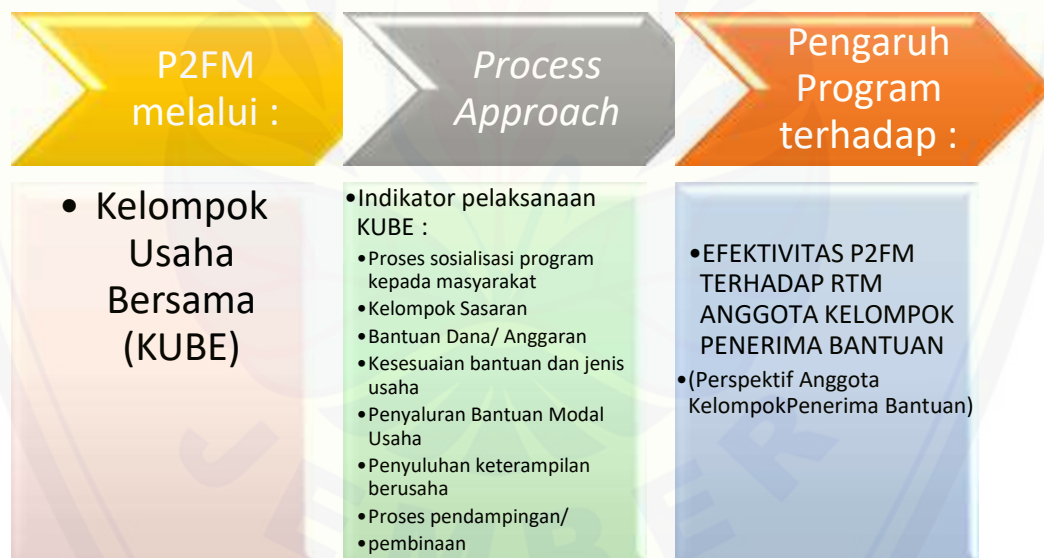 P2FM
melalui :
Process
Approach
Pengaruh
Program
terhadap :
• Kelompok
Usaha
Bersama
(KUBE)
•Indikator pelaksanaan
KUBE :
•Proses sosialisasi program
kepada masyarakat
•Kelompok Sasaran
•Bantuan Dana/ Anggaran
•Kesesuaian bantuan dan jenis
usaha
•Penyaluran Bantuan Modal
Usaha
•Penyuluhan keterampilan
berusaha
•Proses pendampingan/
•pembinaan
•EFEKTIVITAS P2FM
TERHADAP RTM
ANGGOTA KELOMPOK
PENERIMA BANTUAN
•(Perspektif Anggota
KelompokPenerima Bantuan)
JEMBER